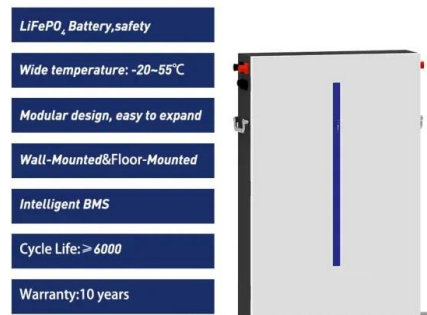 LiFePO₄ Battery,safety
Wide temperature: -20~55℃
Modular design, easy to expand
Wall-Mounted&Floor-Mounted
Intelligent BMS
Cycle Life:≥6000
Warranty:10 years